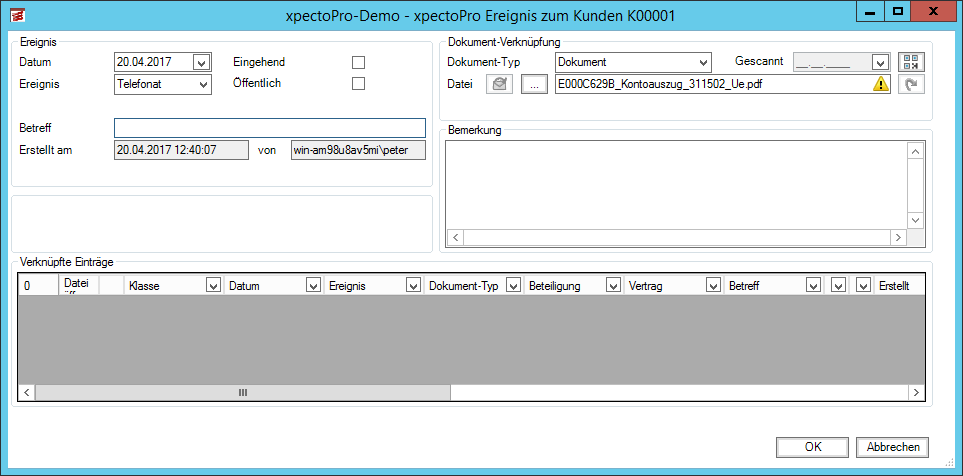 xpectoPro-Demo - xpectoPro Ereignis zum Kunden K00001
Ereignis
Datum 20.04.2017 Eingehend
Ereignis Telefonat Öffentlich
Betreff
Erstellt am 20.04.2017 12:40:07 von win-am98u8av5mi\peter
Dokument-Verknüpfung
Dokument-Typ Dokument Gescannt __.__.____
Datei ... E000C629B_Kontoauszug_311502_Ue.pdf
Bemerkung
Verknüpfte Einträge
0 Datei Klasse Datum Ereignis Dokument-Typ Beteiligung Vertrag Betreff Erstellt
OK Abbrechen